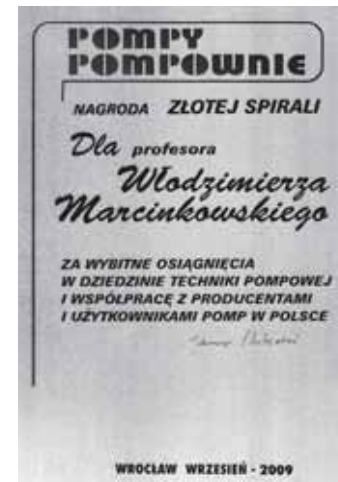 POMPY
POMPOWNIE
NAGRODA ZŁOTEJ SPIRALI
Dla profesora
Włodzimierza
Marcinkowskiego
ZA WYBITNE OSIĄGNIĘCIA
W DZIEDZINIE TECHNIKI POMPOWEJ
I WSPÓŁPRACĘ Z PRODUCENTAMI
I UŻYTKOWNIKAMI POMP W POLSCE
WROCŁAW WRZESIEŃ - 2009